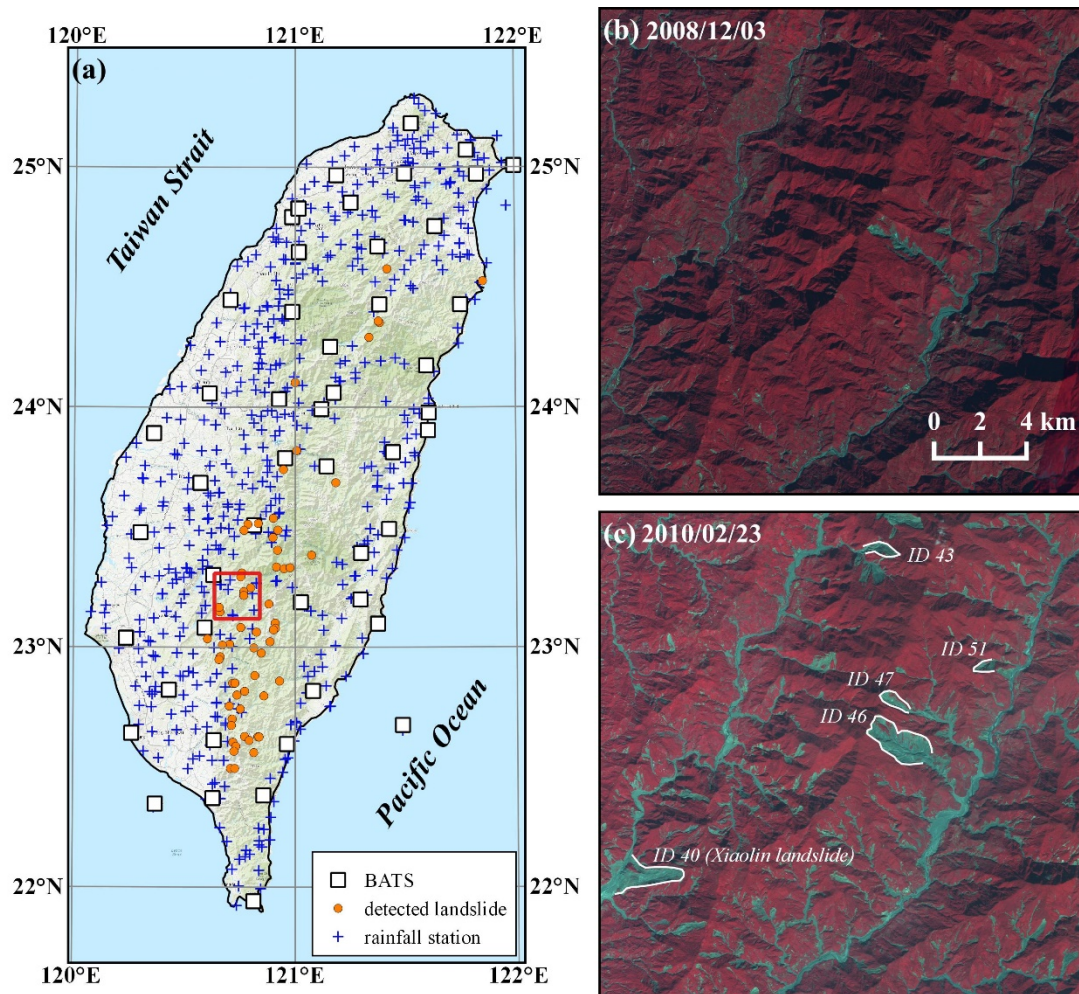 120°E
121°E
122°E
(a)
Taiwan Strait
25°N
25°N
24°N
24°N
23°N
23°N
22°N
22°N
Pacific Ocean
BATS
detected landslide
rainfall station
120°E
121°E
122°E
(b) 2008/12/03
0 2 4 km
(c) 2010/02/23
ID 43
ID 51
ID 47
ID 46
ID 40 (Xiaolin landslide)